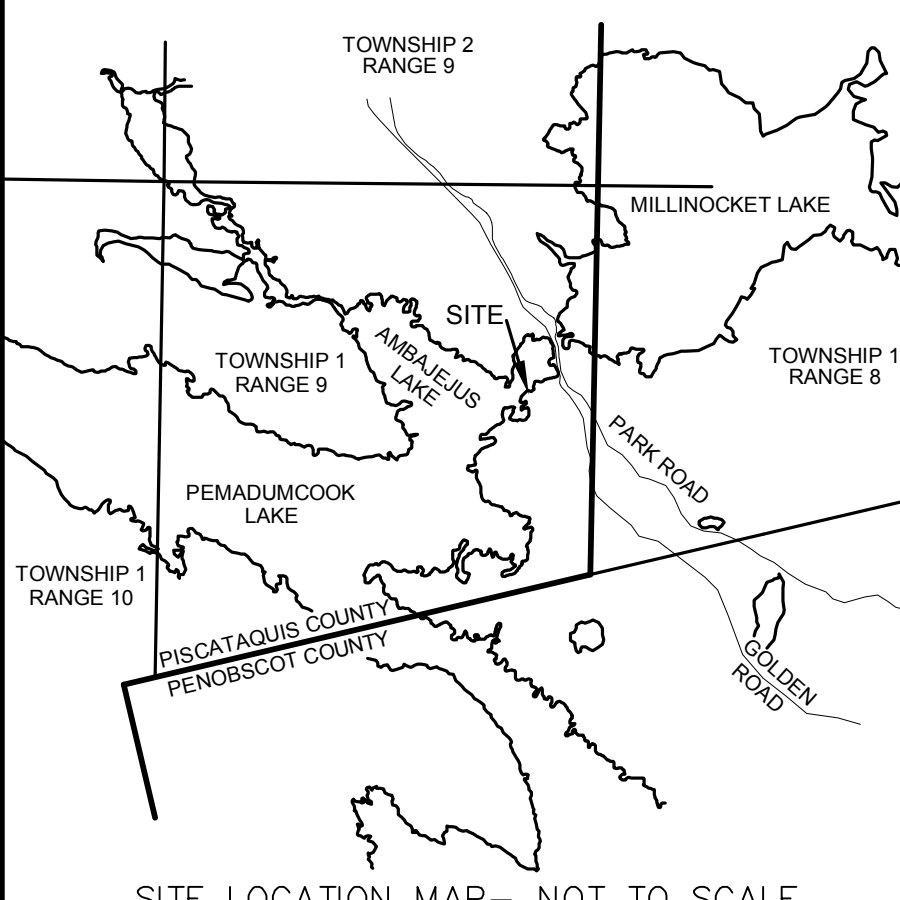 TOWNSHIP 2
RANGE 9
MILLINOCKET LAKE
SITE
AMBAJEJUS
LAKE
TOWNSHIP 1
RANGE 9
TOWNSHIP 1
RANGE 8
PARK ROAD
PEMADUMCOOK
LAKE
TOWNSHIP 1
RANGE 10
PISCATAQUIS COUNTY
PENOBSCOT COUNTY
GOLDEN
ROAD
SITE LOCATION MAP- NOT TO SCALE